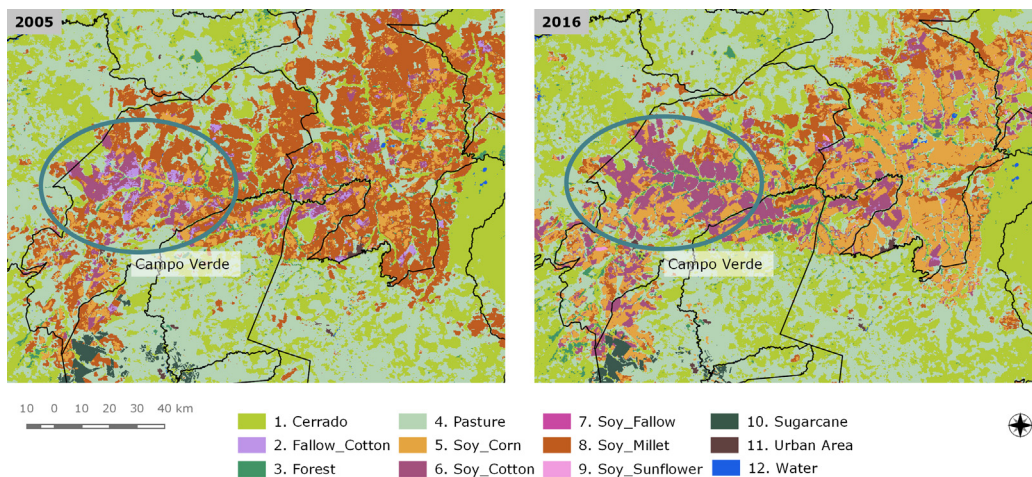 2005
2016
Campo Verde
Campo Verde
10 0 10 20 30 40 km
1. Cerrado
4. Pasture
7. Soy_Fallow
10. Sugarcane
2. Fallow_Cotton
5. Soy_Corn
8. Soy_Millet
11. Urban Area
3. Forest
6. Soy_Cotton
9. Soy_Sunflower
12. Water